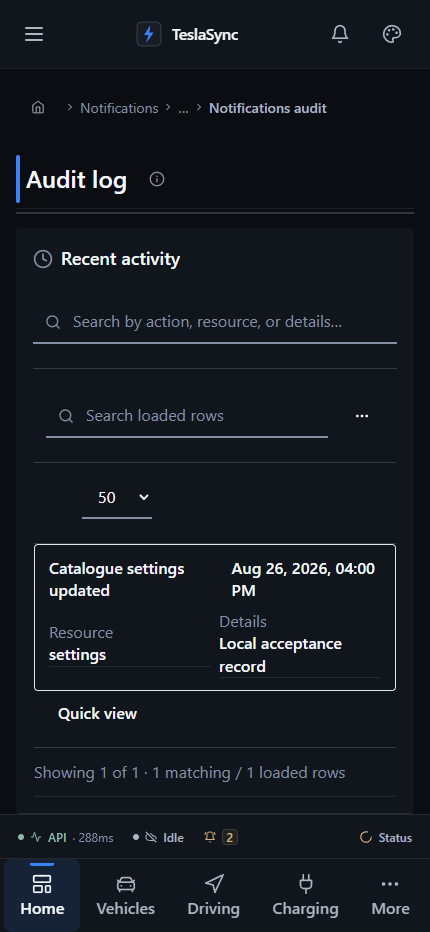 TeslaSync
Notifications
...
Notifications audit
Audit log
Recent activity
Search by action, resource, or details...
Search loaded rows
50
Catalogue settings updated
Aug 26, 2026, 04:00 PM
Resource
settings
Details
Local acceptance record
Quick view
Showing 1 of 1 · 1 matching / 1 loaded rows
API · 288ms
Idle
2
Status
Home
Vehicles
Driving
Charging
More